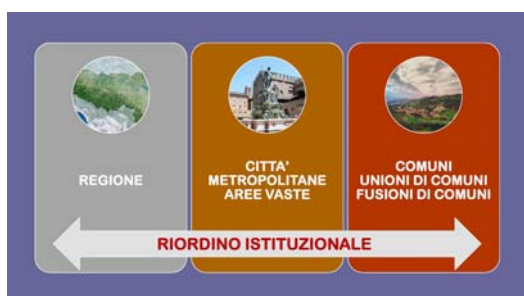 REGIONE
CITTA'
METROPOLITANE
AREE VASTE
COMUNI
UNIONI DI COMUNI
FUSIONI DI COMUNI
RIORDINO ISTITUZIONALE